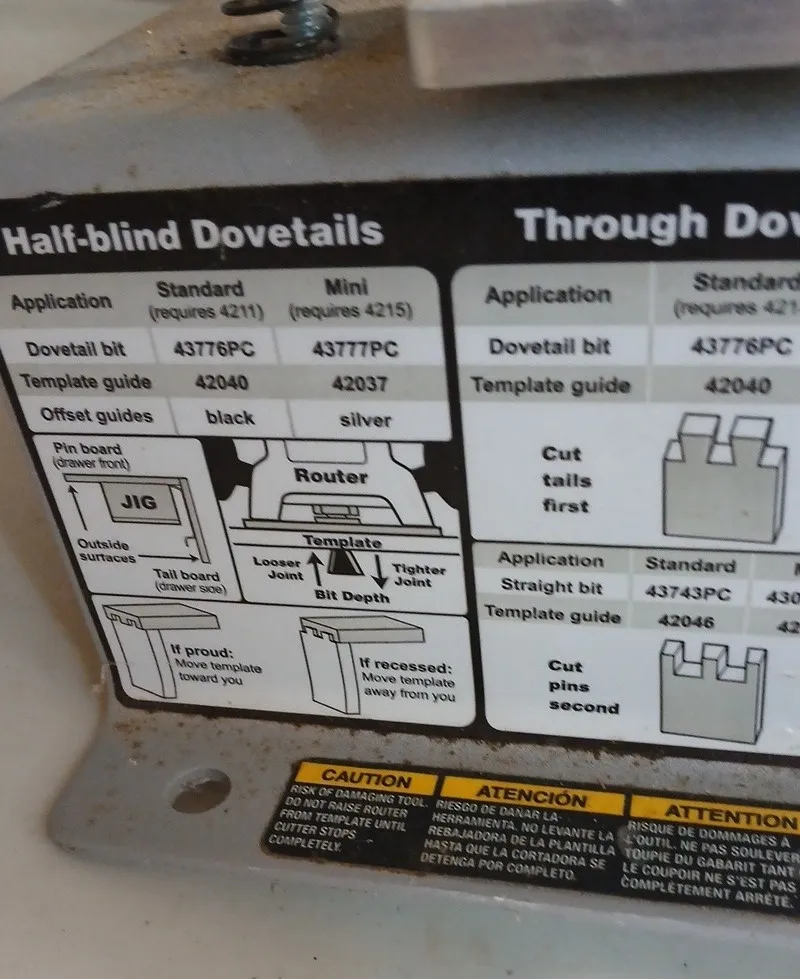 Half-blind Dovetails
Application Standard (requires 4211) Mini (requires 4215)
Dovetail bit 43776PC 43777PC
Template guide 42040 42037
Offset guides black silver
Pin board
(drawer front)
JIG
Outside
surfaces
Tail board
(drawer side)
Router
Template
Looser
Joint
Tighter
Joint
Bit Depth
If proud:
Move template
toward you
If recessed:
Move template
away from you
Through
Application Standard
(requires
Dovetail bit 43776PC
Template guide 42040
Cut
tails
first
Application Standard
Straight bit 43743PC
Template guide 42046
Cut
pins
second
CAUTION
RISK OF DAMAGING TOOL.
DO NOT RAISE ROUTER
FROM TEMPLATE UNTIL
CUTTER STOPS
COMPLETELY.
ATENCIÓN
RIESGO DE DANAR LA
HERRAMIENTA. NO LEVANTE LA
REBAJADORA DE LA PLANTILLA
HASTA QUE LA CORTADORA SE
DETENGA POR COMPLETO.
ATTENTION
RISQUE DE DOMMAGES À
L'OUTIL. NE PAS SOULEVER
TOUPIE DU GABARIT TANT
LE COUPOIR NE S'EST PAS
COMPLÈTEMENT ARRÊTÉ.